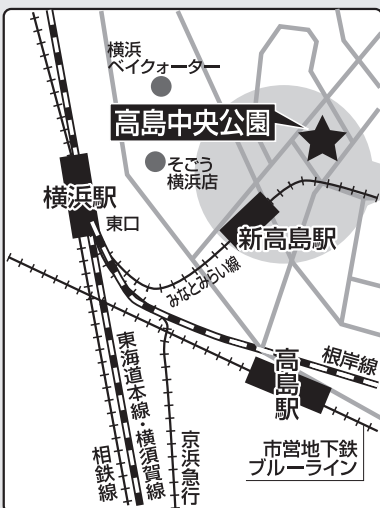 横浜
ベイクォーター
高島中央公園
そごう
横浜店
横浜駅
東口
新高島駅
みなとみらい線
根岸線
高島駅
東海道本線・横須賀線
相鉄線
京浜急行
市営地下鉄
ブルーライン